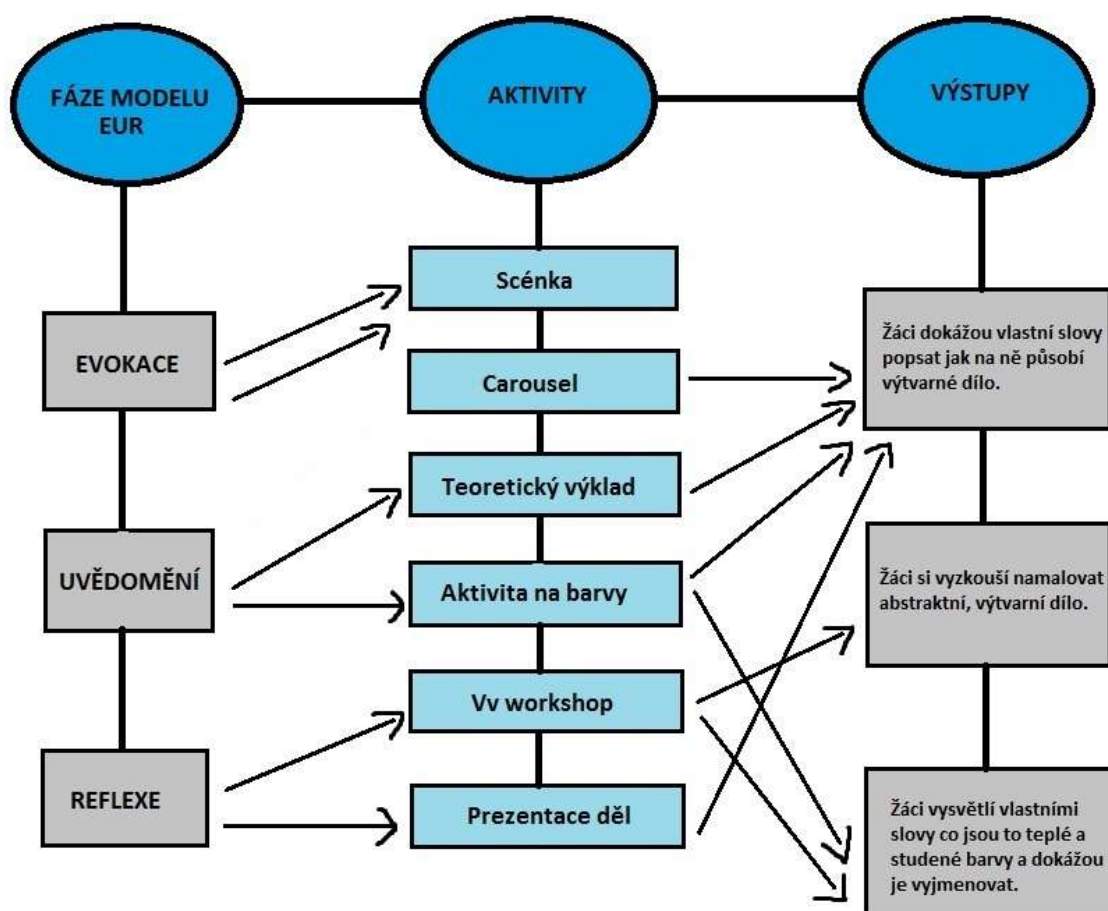 FÁZE MODELU
EUR
AKTIVITY
VÝSTUPY
EVOKACE
UVĚDOMĚNÍ
REFLEXE
Scénka
Carousel
Teoretický výklad
Aktivita na barvy
Vv workshop
Prezentace děl
Žáci dokážou vlastní slovy
popsat jak na ně působí
výtvarné dílo.
Žáci si vyzkouší namalovat
abstraktní, výtvarní dílo.
Žáci vysvětlí vlastními
slovy co jsou to teplé a
studené barvy a dokážou
je vyjmenovat.